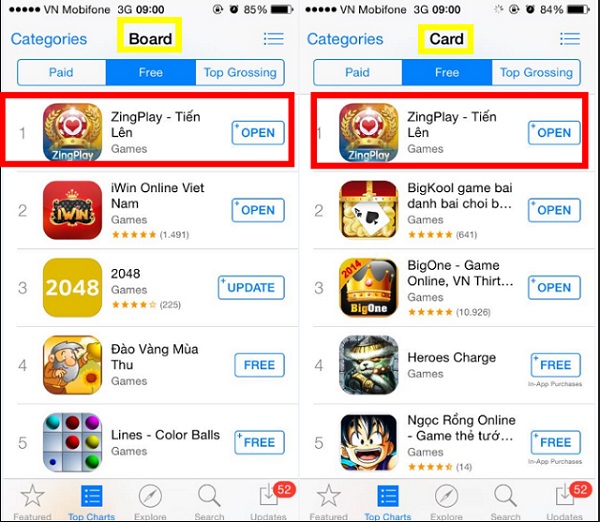 VN Mobifone 3G 09:00 85%
Categories Board
Paid Free Top Grossing
1 ZingPlay - Tiến Lên
Games
OPEN
ZingPlay
2 iWin Online Viet Nam
Games
(1.491)
OPEN
iWIN
3 2048
Games
(225)
UPDATE
2048
4 Đào Vàng Mùa Thu
Games
FREE
5 Lines - Color Balls
Games
FREE
Featured Top Charts Explore Search Updates
52
VN Mobifone 3G 09:00 84%
Categories Card
Paid Free Top Grossing
1 ZingPlay - Tiến Lên
Games
OPEN
ZingPlay
2 BigKool game bai
danh bai choi b...
Games
(641)
OPEN
3 BigOne - Game
Online, VN Thirt...
Games
(10.926)
OPEN
2014
BigOne
4 Heroes Charge
Games
FREE
In-App Purchases
5 Ngọc Rồng Online
- Game thẻ tướ...
Games
(14)
FREE
In-App Purchases
Featured Top Charts Explore Search Updates
52